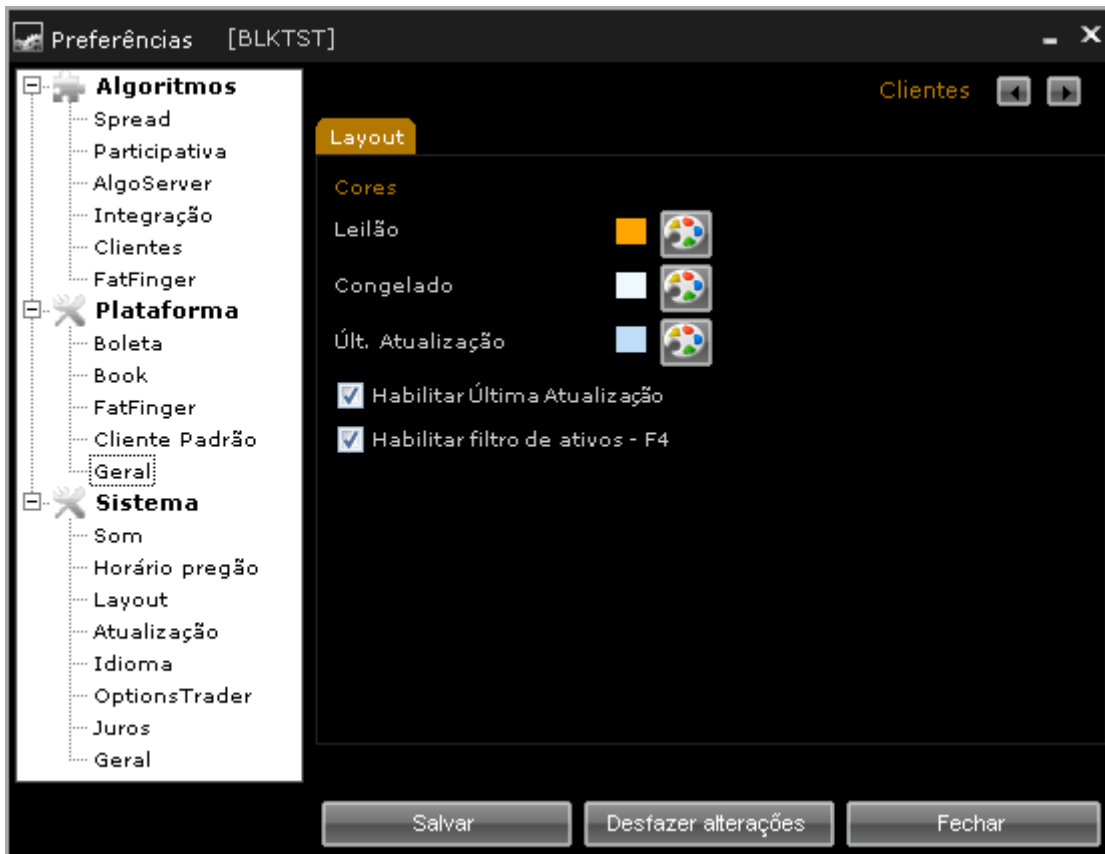 Preferências [BLKTST]
Algoritmos
Spread
Participativa
AlgoServer
Integração
Clientes
FatFinger
Plataforma
Boleta
Book
FatFinger
Cliente Padrão
Geral
Sistema
Som
Horário pregão
Layout
Atualização
Idioma
OptionsTrader
Juros
Geral
Clientes
Layout
Cores
Leilão
Congelado
Últ. Atualização
Habilitar Última Atualização
Habilitar filtro de ativos - F4
Salvar Desfazer alterações Fechar